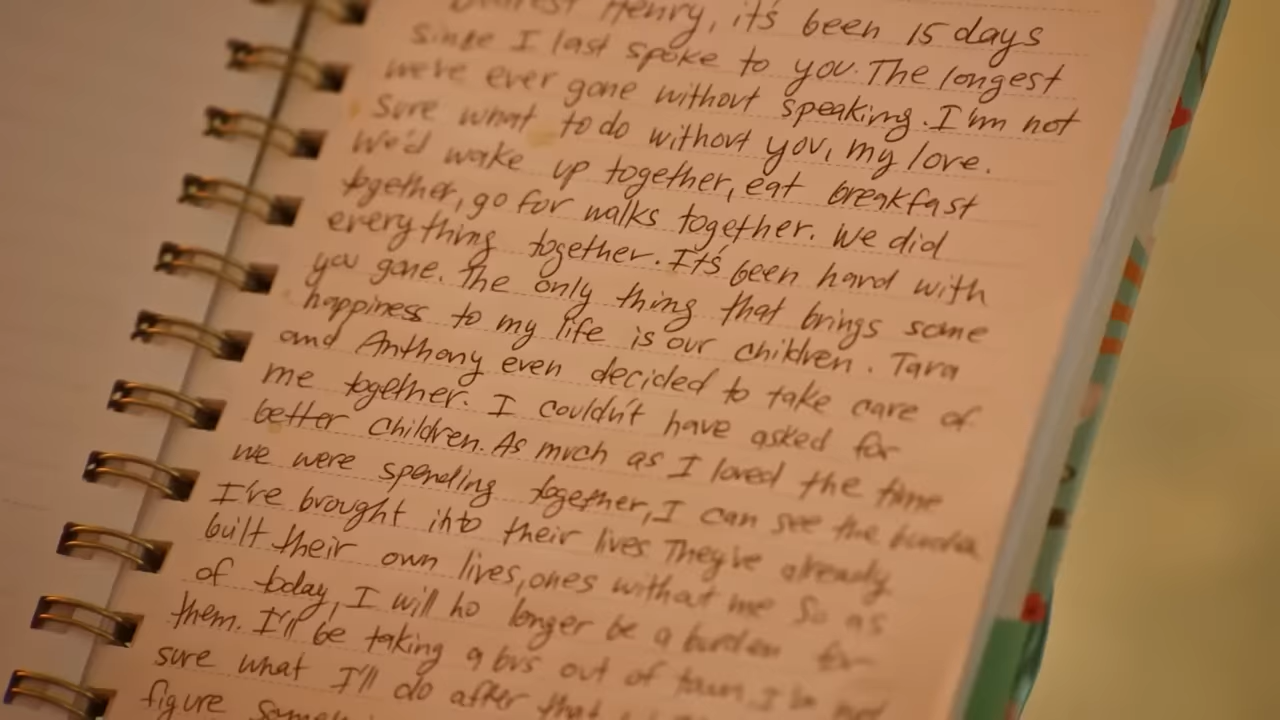 Dearest Henry, it's been 15 days
since I last spoke to you. The longest
we've ever gone without speaking. I'm not
sure what to do without you, my love.
We'd wake up together, eat breakfast
together, go for walks together. We did
everything together. It's been hard with
you gone. The only thing that brings some
happiness to my life is our children. Tara
and Anthony even decided to take care of
me together. I couldn't have asked for
better children. As much as I loved the time
we were spending together, I can see the burden
I've brought into their lives They've already
built their own lives, ones without me So as
of today, I will no longer be a burden for
them. I'll be taking a bus out of town I'm not
sure what I'll do after that
figure